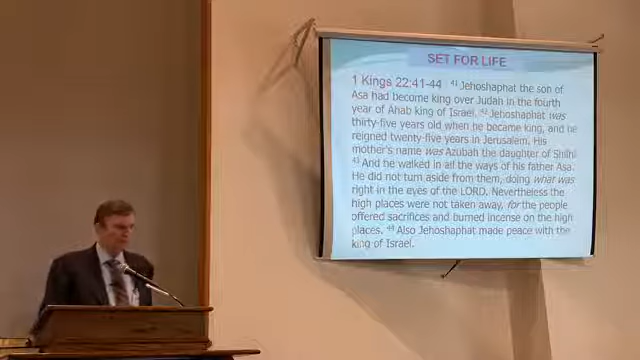 SET FOR LIFE
1 Kings 22:41-44 41 Jehoshaphat the son of
Asa had become king over Judah in the fourth
year of Ahab king of Israel. 42 Jehoshaphat was
thirty-five years old when he became king, and he
reigned twenty-five years in Jerusalem. His
mother's name was Azubah the daughter of Shilhi
43 And he walked in all the ways of his father Asa.
He did not turn aside from them, doing what was
right in the eyes of the LORD. Nevertheless the
high places were not taken away, for the people
offered sacrifices and burned incense on the high
places. 44 Also Jehoshaphat made peace with the
king of Israel.